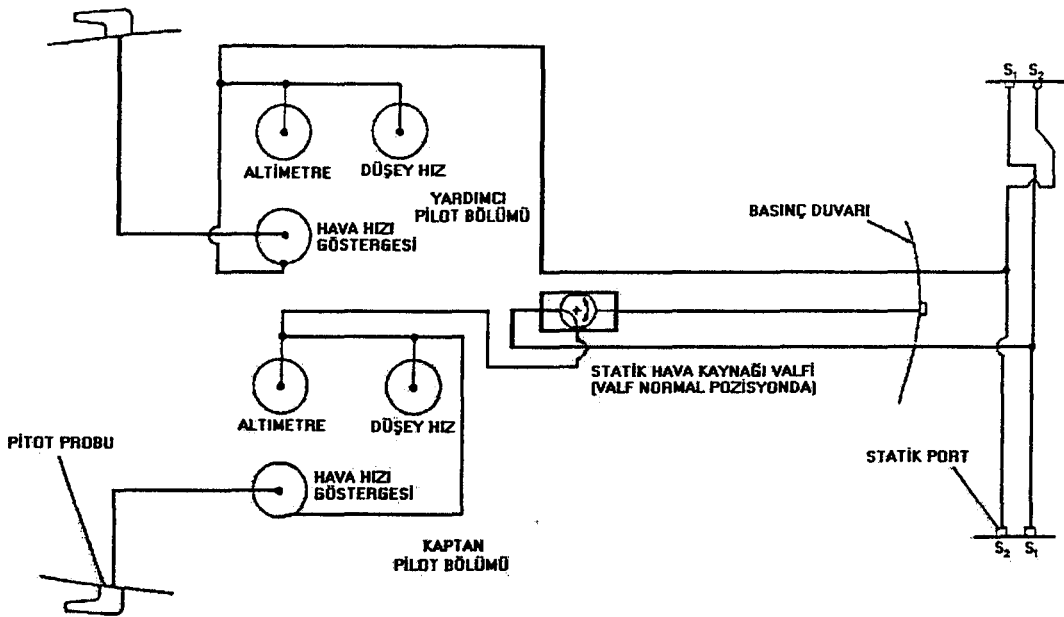 S₁ S₂
ALTİMETRE
DÜŞEY HIZ
YARDIMCI
PİLOT BÖLÜMÜ
HAVA HIZI
GÖSTERGESİ
BASINÇ DUVARI
STATİK HAVA KAYNAĞI VALFİ
(VALF NORMAL POZİSYONDA)
ALTIMETRE
DÜŞEY HIZ
PİTOT PROBU
STATİK PORT
HAVA HIZI
GÖSTERGESİ
KAPTAN
PİLOT BÖLÜMÜ
S₂ S₁